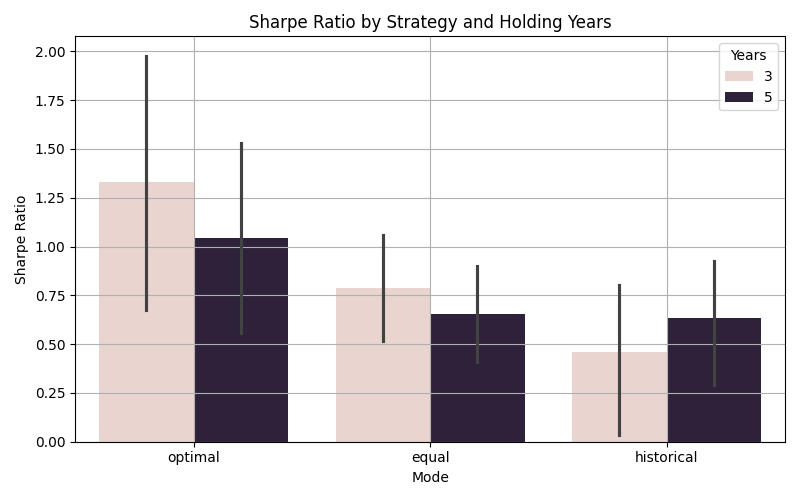 Sharpe Ratio by Strategy and Holding Years
Sharpe Ratio
2.00
1.75
1.50
1.25
1.00
0.75
0.50
0.25
0.00
Years
3
5
optimal
equal
historical
Mode